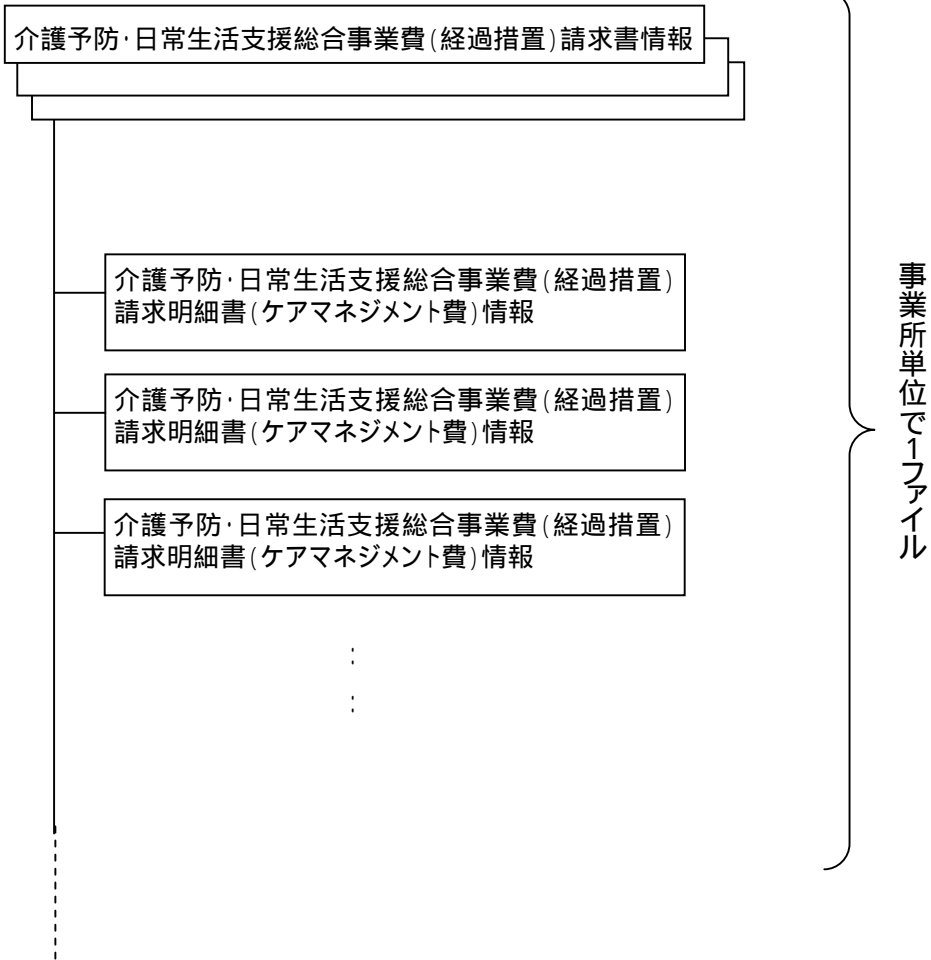 介護予防・日常生活支援総合事業費(経過措置)請求書情報
介護予防・日常生活支援総合事業費(経過措置)
請求明細書(ケアマネジメント費)情報
介護予防・日常生活支援総合事業費(経過措置)
請求明細書(ケアマネジメント費)情報
介護予防・日常生活支援総合事業費(経過措置)
請求明細書(ケアマネジメント費)情報
:
:
事業所単位で1ファイル